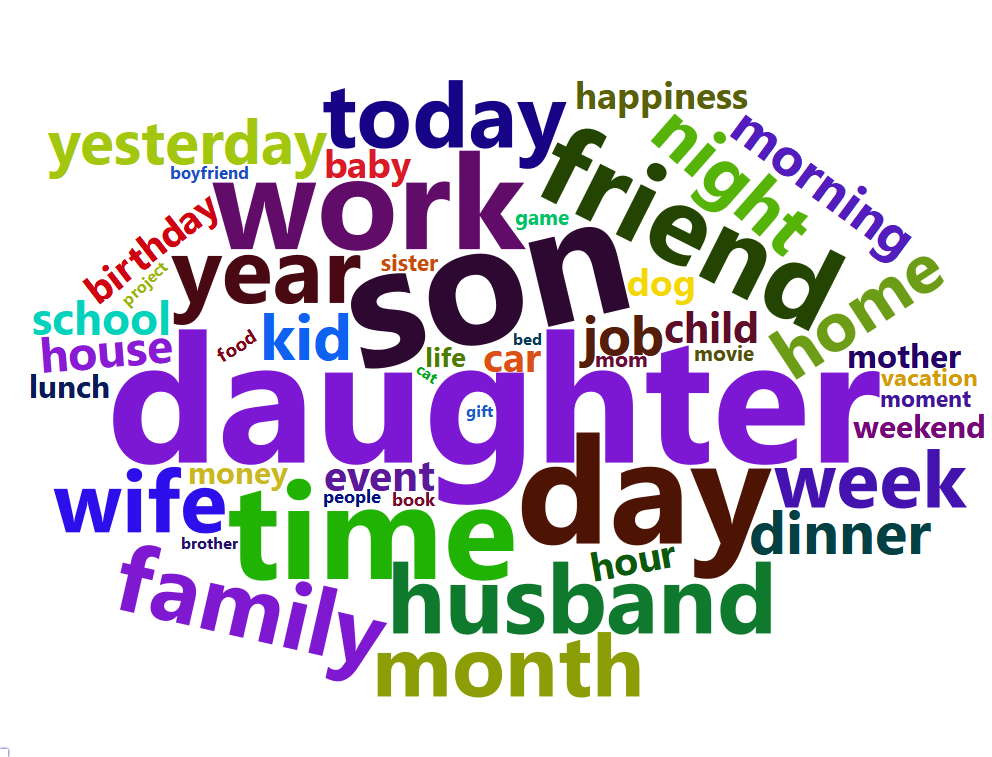 happiness
today
yesterday
night
morning
friend
baby
boyfriend
work
game
birthday
son
year
sister
project
dog
home
school
kid
job
child
house
food
life
bed
car
mom
movie
mother
cat
lunch
daughter
vacation
moment
gift
weekend
money
event
day
week
wife
people
book
time
dinner
brother
hour
family
husband
month